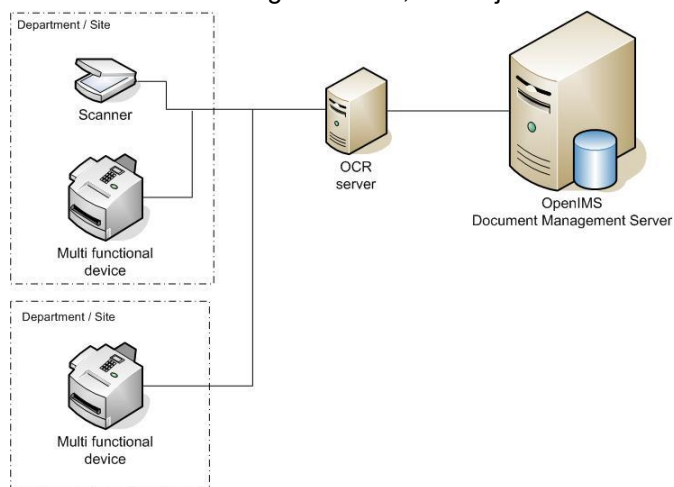 Department / Site
Scanner
Multi functional
device
OCR
server
OpenIMS
Document Management Server
Department / Site
Multi functional
device